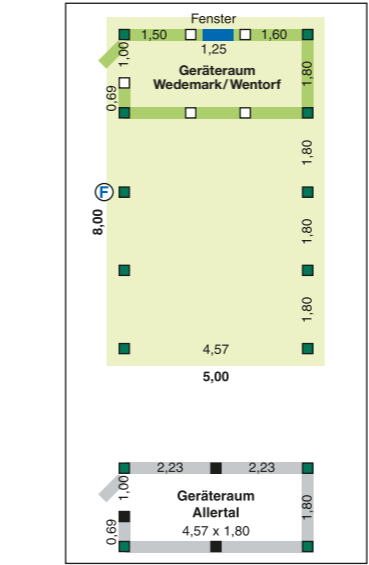 Fenster
1,50
1,25
1,60
1,00
Geräteraum
Wedemark/Wentorf
1,80
0,69
1,80
F
8,00
1,80
1,80
4,57
5,00
2,23
2,23
1,00
Geräteraum
Allertal
4,57 x 1,80
1,80
0,69